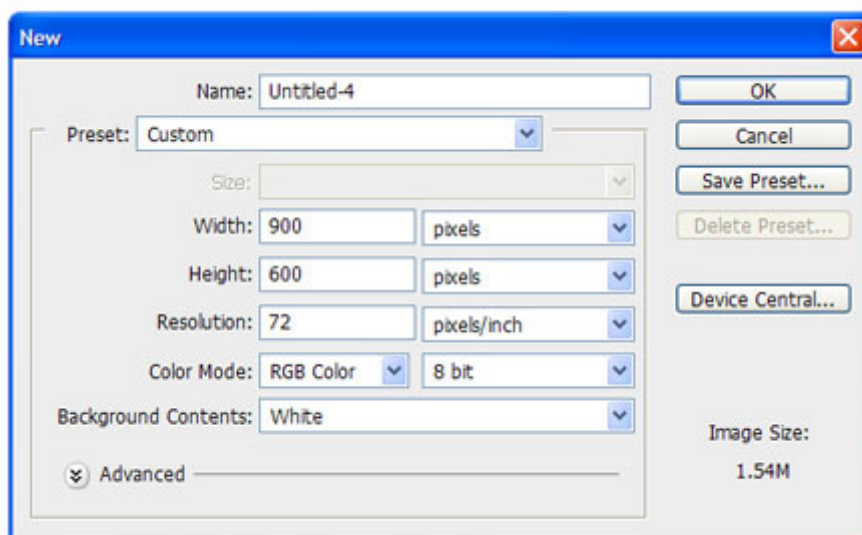 New
Name: Untitled-4
OK
Preset: Custom
Cancel
Size:
Save Preset...
Width: 900 pixels
Delete Preset...
Height: 600 pixels
Device Central...
Resolution: 72 pixels/inch
Color Mode: RGB Color 8 bit
Background Contents: White
Image Size:
Advanced
1.54M